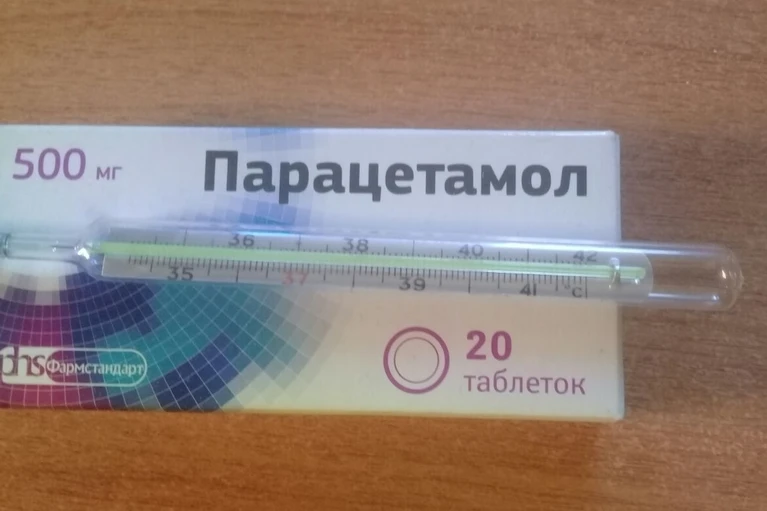 500 мг
Парацетамол
36 38 40 42
35 37 39 41 °C
phs Фармстандарт
20
таблеток